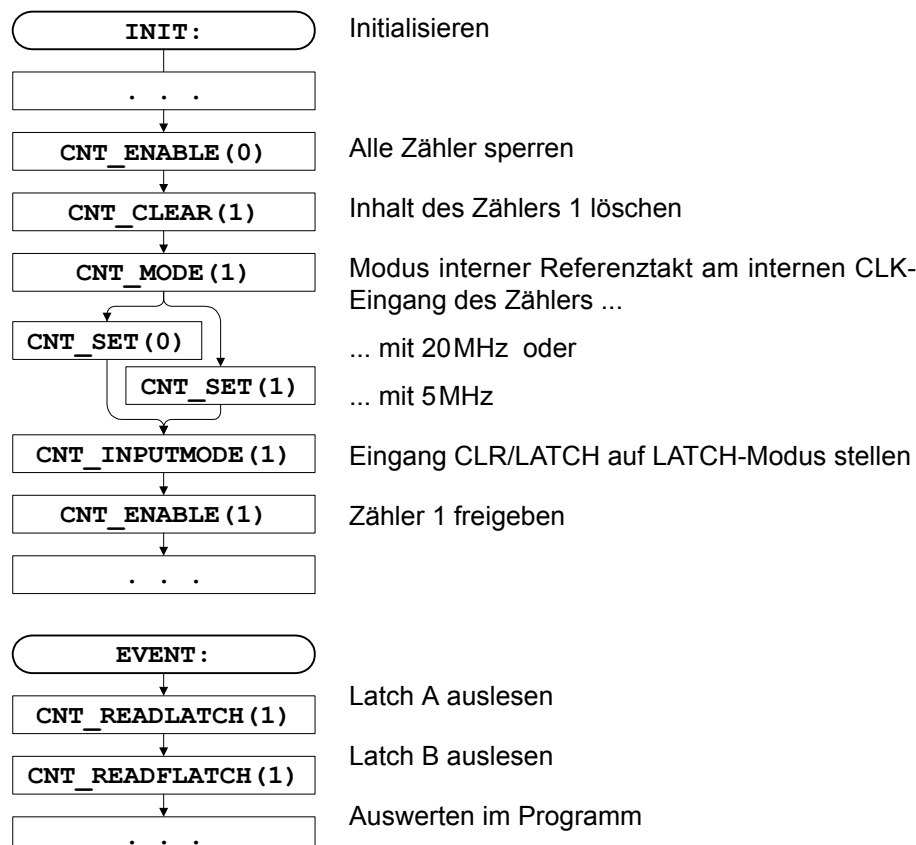 INIT:
Initialisieren
. . .
CNT_ENABLE(0)
Alle Zähler sperren
CNT_CLEAR(1)
Inhalt des Zählers 1 löschen
CNT_MODE(1)
Modus interner Referenztakt am internen CLK-
Eingang des Zählers ...
CNT_SET(0)
... mit 20MHz oder
CNT_SET(1)
... mit 5MHz
CNT_INPUTMODE(1)
Eingang CLR/LATCH auf LATCH-Modus stellen
CNT_ENABLE(1)
Zähler 1 freigeben
. . .
EVENT:
CNT_READLATCH(1)
Latch A auslesen
CNT_READFLATCH(1)
Latch B auslesen
. . .
Auswerten im Programm